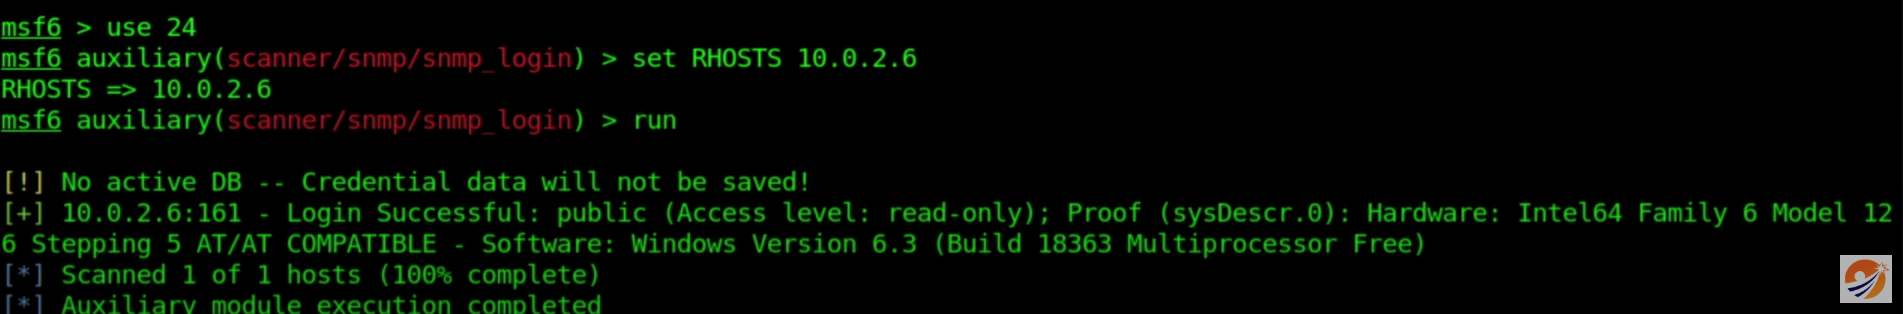 msf6 > use 24
msf6 auxiliary(scanner/snmp/snmp_login) > set RHOSTS 10.0.2.6
RHOSTS => 10.0.2.6
msf6 auxiliary(scanner/snmp/snmp_login) > run
[!] No active DB -- Credential data will not be saved!
[+] 10.0.2.6:161 - Login Successful: public (Access level: read-only); Proof (sysDescr.0): Hardware: Intel64 Family 6 Model 12
6 Stepping 5 AT/AT COMPATIBLE - Software: Windows Version 6.3 (Build 18363 Multiprocessor Free)
[*] Scanned 1 of 1 hosts (100% complete)
[*] Auxiliary module execution completed